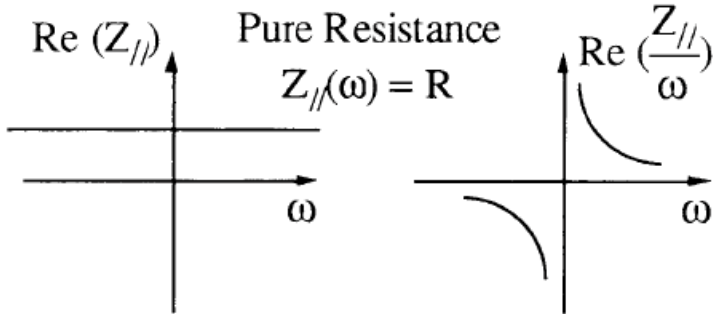 Re (Z//)
Pure Resistance
Z//(ω) = R
Re (Z///ω)
ω
ω